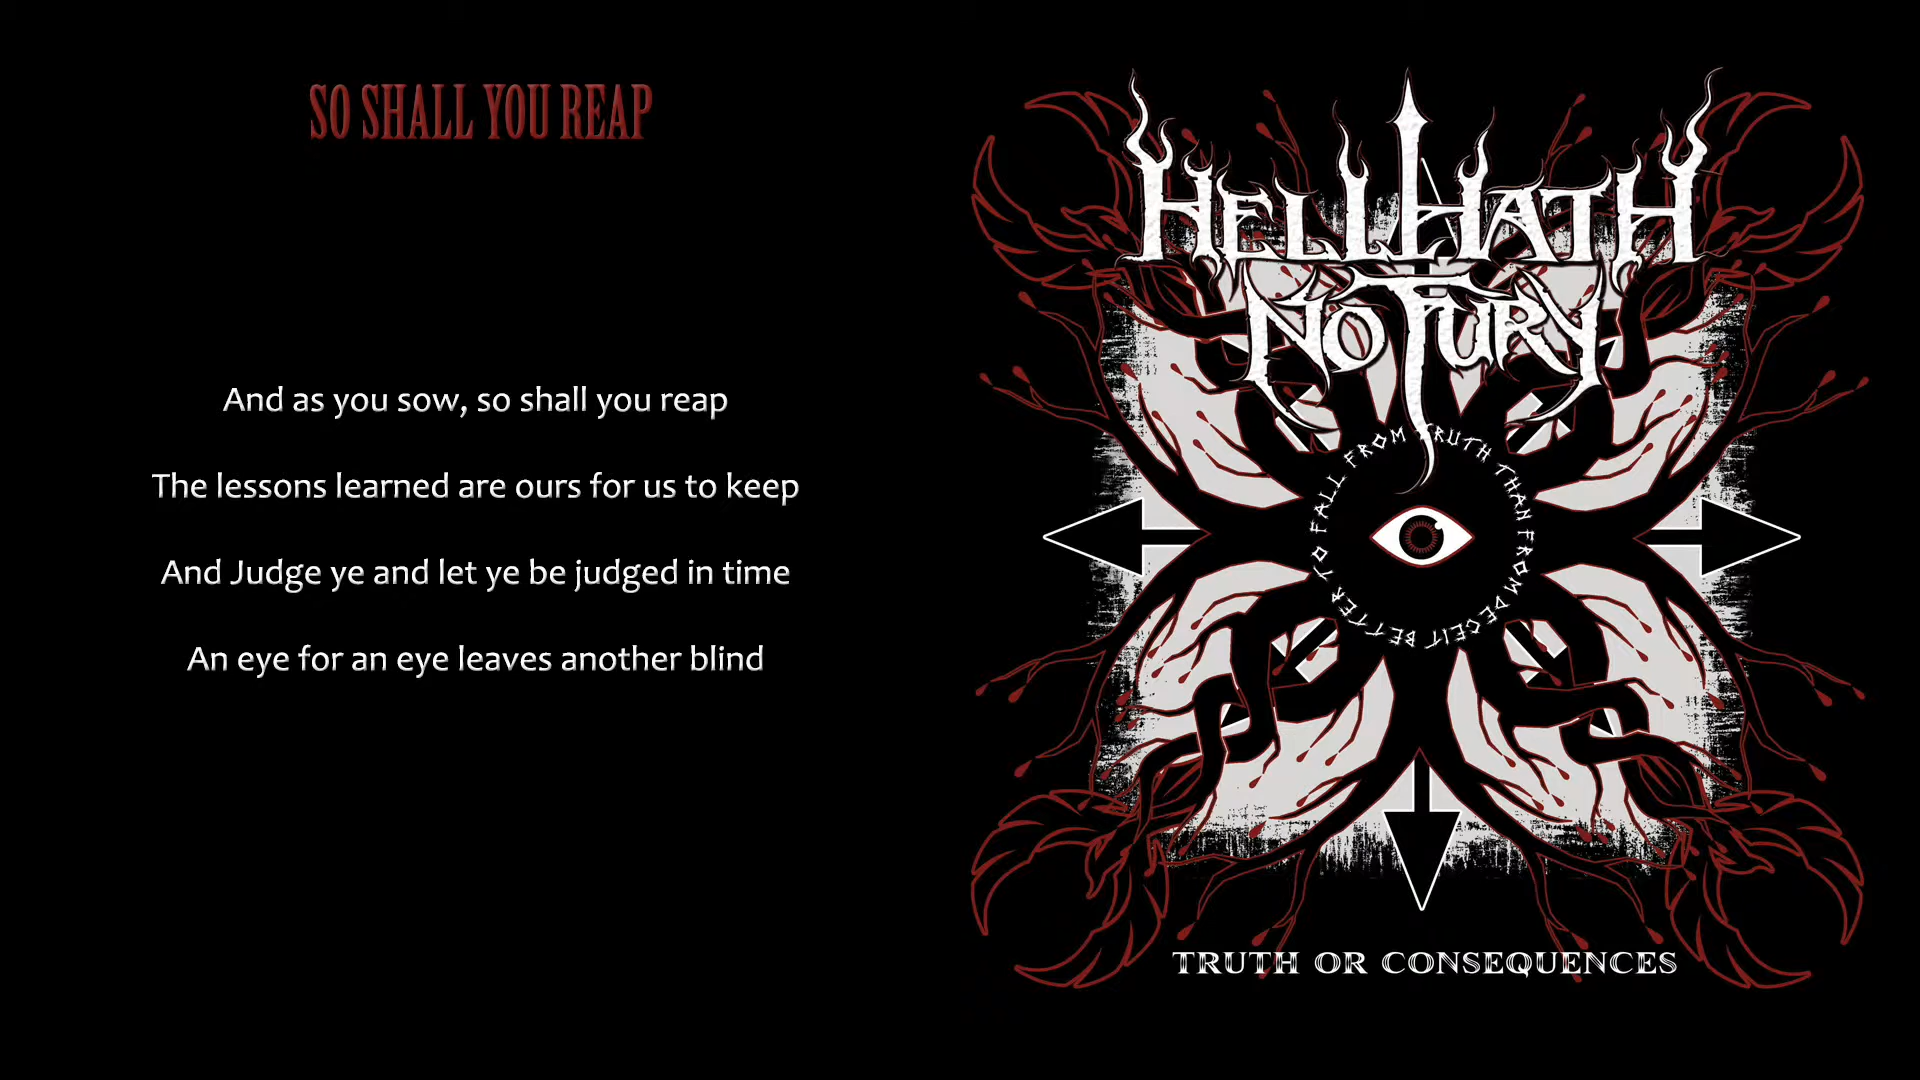 SO SHALL YOU REAP
And as you sow, so shall you reap
The lessons learned are ours for us to keep
And Judge ye and let ye be judged in time
An eye for an eye leaves another blind
HELL HATH
NO FURY
BETTER TO FALL FROM TRUTH THAN FROM DECEIT
TRUTH OR CONSEQUENCES